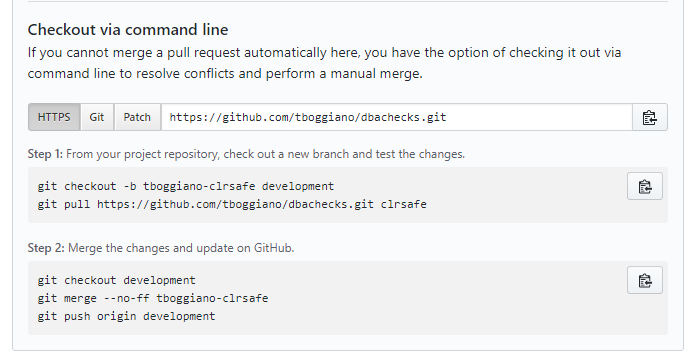 Checkout via command line
If you cannot merge a pull request automatically here, you have the option of checking it out via
command line to resolve conflicts and perform a manual merge.
HTTPS Git Patch https://github.com/tboggiano/dbachecks.git
Step 1: From your project repository, check out a new branch and test the changes.
git checkout -b tboggiano-clrsafe development
git pull https://github.com/tboggiano/dbachecks.git clrsafe
Step 2: Merge the changes and update on GitHub.
git checkout development
git merge --no-ff tboggiano-clrsafe
git push origin development